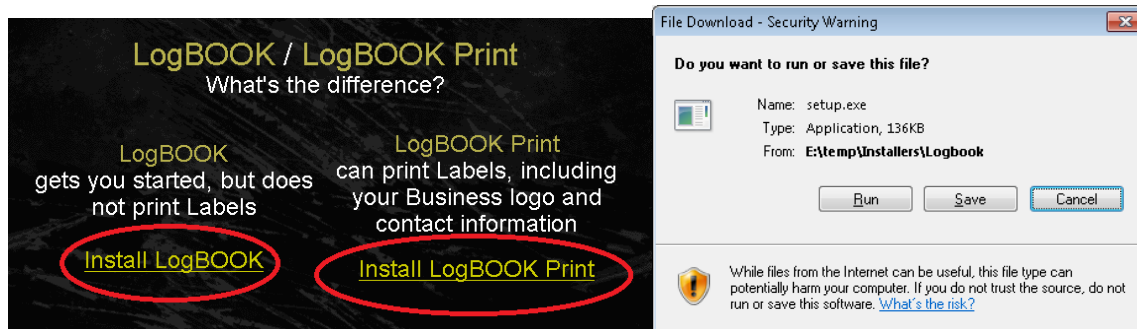 LogBOOK / LogBOOK Print
What's the difference?
LogBOOK
gets you started, but does
not print Labels
Install LogBOOK
LogBOOK Print
can print Labels, including
your Business logo and
contact information
Install LogBOOK Print
File Download - Security Warning
Do you want to run or save this file?
Name: setup.exe
Type: Application, 136KB
From: E:\temp\Installers\Logbook
Run Save Cancel
While files from the Internet can be useful, this file type can
potentially harm your computer. If you do not trust the source, do not
run or save this software. What's the risk?